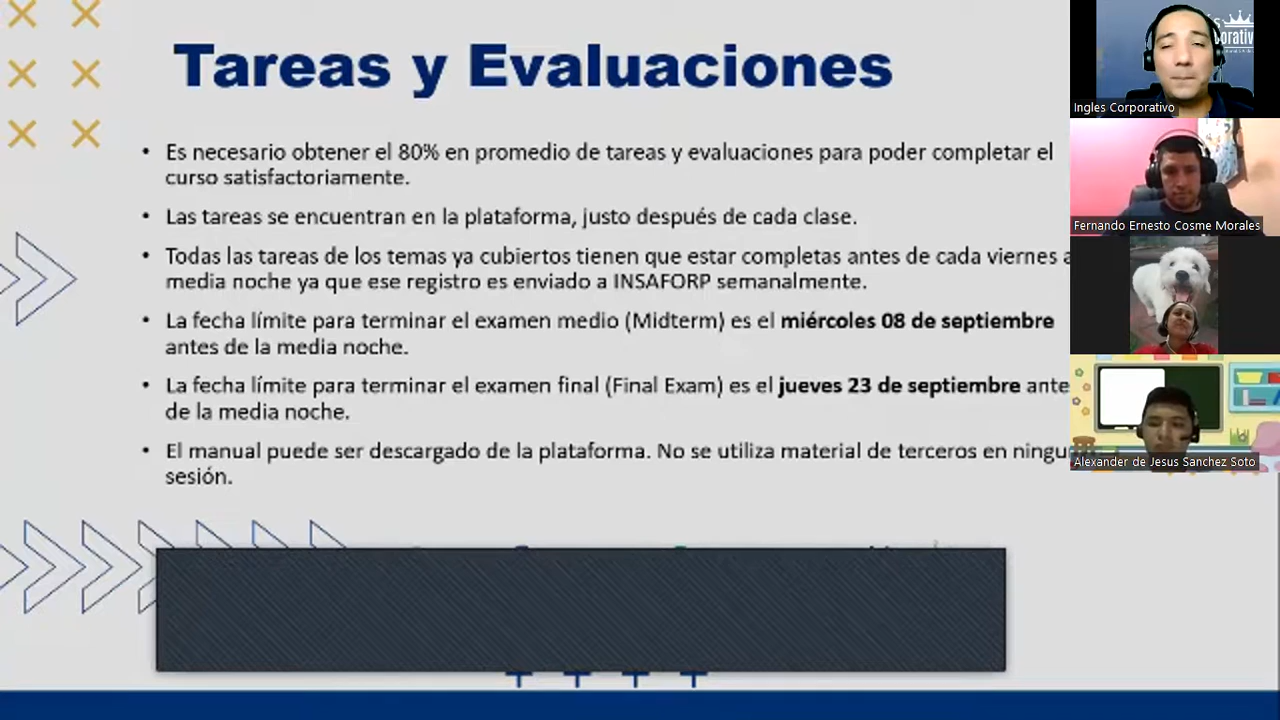 Tareas y Evaluaciones
• Es necesario obtener el 80% en promedio de tareas y evaluaciones para poder completar el
curso satisfactoriamente.
• Las tareas se encuentran en la plataforma, justo después de cada clase.
• Todas las tareas de los temas ya cubiertos tienen que estar completas antes de cada viernes a
media noche ya que ese registro es enviado a INSAFORP semanalmente.
• La fecha límite para terminar el examen medio (Midterm) es el miércoles 08 de septiembre
antes de la media noche.
• La fecha límite para terminar el examen final (Final Exam) es el jueves 23 de septiembre ante
de la media noche.
• El manual puede ser descargado de la plataforma. No se utiliza material de terceros en ningu
sesión.
Ingles Corporativo
Fernando Ernesto Cosme Morales
Alexander de Jesus Sanchez Soto